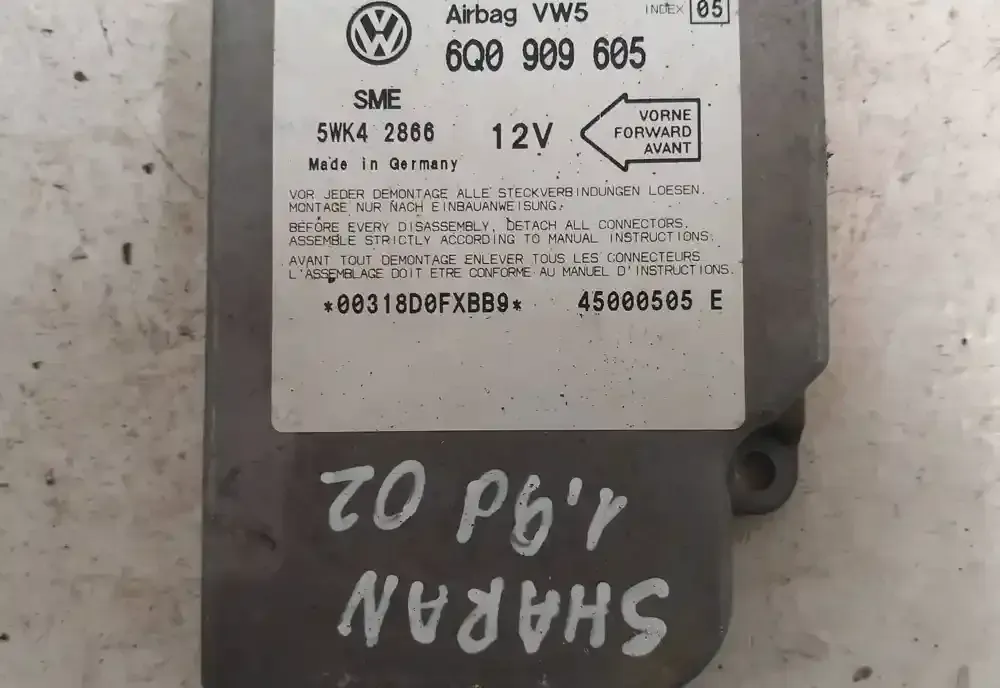 Airbag VW5 INDEX 05
6Q0 909 605
SME
5WK4 2866 12V
VORNE
FORWARD
AVANT
Made in Germany
VOR JEDER DEMONTAGE ALLE STECKVERBINDUNGEN LOESEN.
MONTAGE NUR NACH EINBAUANWEISUNG.
BEFORE EVERY DISASSEMBLY, DETACH ALL CONNECTORS.
ASSEMBLE STRICTLY ACCORDING TO MANUAL INSTRUCTIONS.
AVANT TOUT DEMONTAGE ENLEVER TOUS LES CONNECTEURS
L'ASSEMBLAGE DOIT ETRE CONFORME AU MANUEL D'INSTRUCTIONS.
*00318D0FXBB9* 45000505 E
SHARAN
1,9d 02